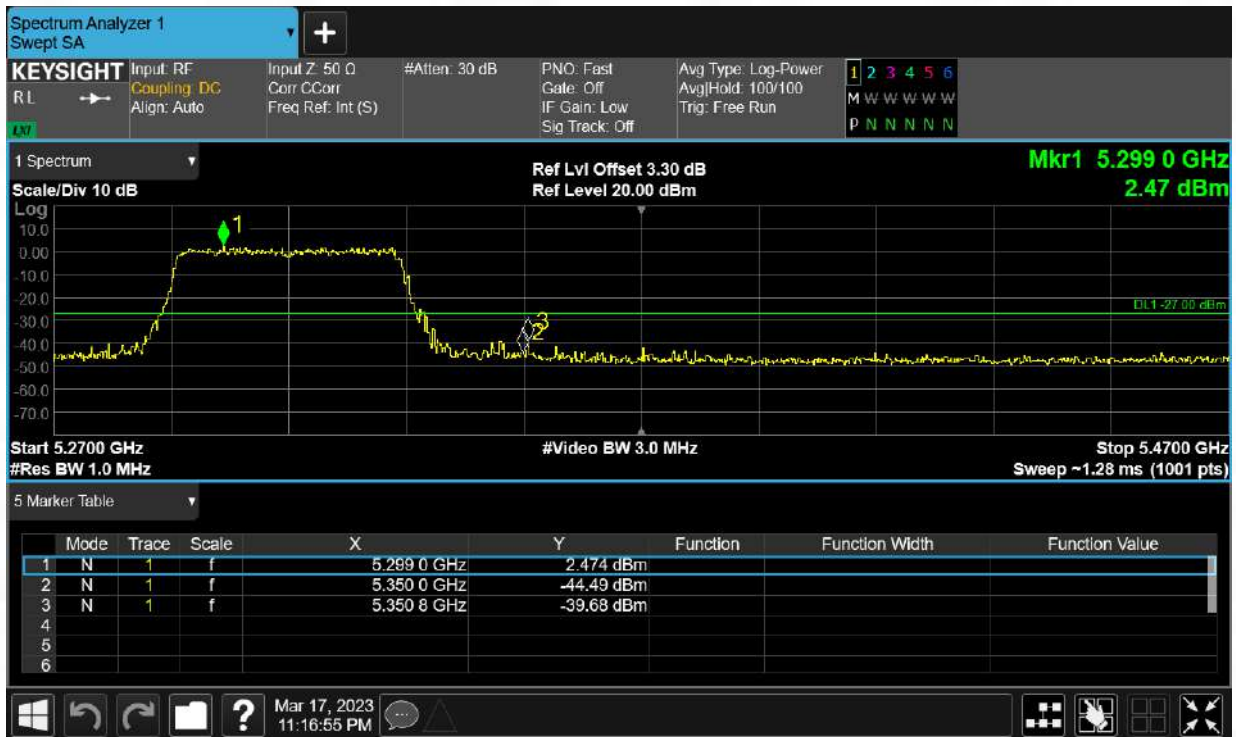 Spectrum Analyzer 1
Swept SA
+
KEYSIGHT Input: RF Input Z: 50 Ω #Atten: 30 dB PNO: Fast Avg Type: Log-Power 1 2 3 4 5 6
RL Coupling: DC Corr CCorr Gate: Off Avg|Hold: 100/100 M W W W W W
Align: Auto Freq Ref: Int (S) IF Gain: Low Trig: Free Run
LXI Sig Track: Off P N N N N N
1 Spectrum Ref Lvl Offset 3.30 dB Mkr1 5.299 0 GHz
Scale/Div 10 dB Ref Level 20.00 dBm 2.47 dBm
Log
1
10.0
0.00
-10.0
-20.0
DL1 -27.00 dBm
-30.0
3
2
-40.0
-50.0
-60.0
-70.0
Start 5.2700 GHz #Video BW 3.0 MHz Stop 5.4700 GHz
#Res BW 1.0 MHz Sweep ~1.28 ms (1001 pts)
5 Marker Table
Mode Trace Scale X Y Function Function Width Function Value
1 N 1 f 5.299 0 GHz 2.474 dBm
2 N 1 f 5.350 0 GHz -44.49 dBm
3 N 1 f 5.350 8 GHz -39.68 dBm
4
5
6
? Mar 17, 2023
11:16:55 PM